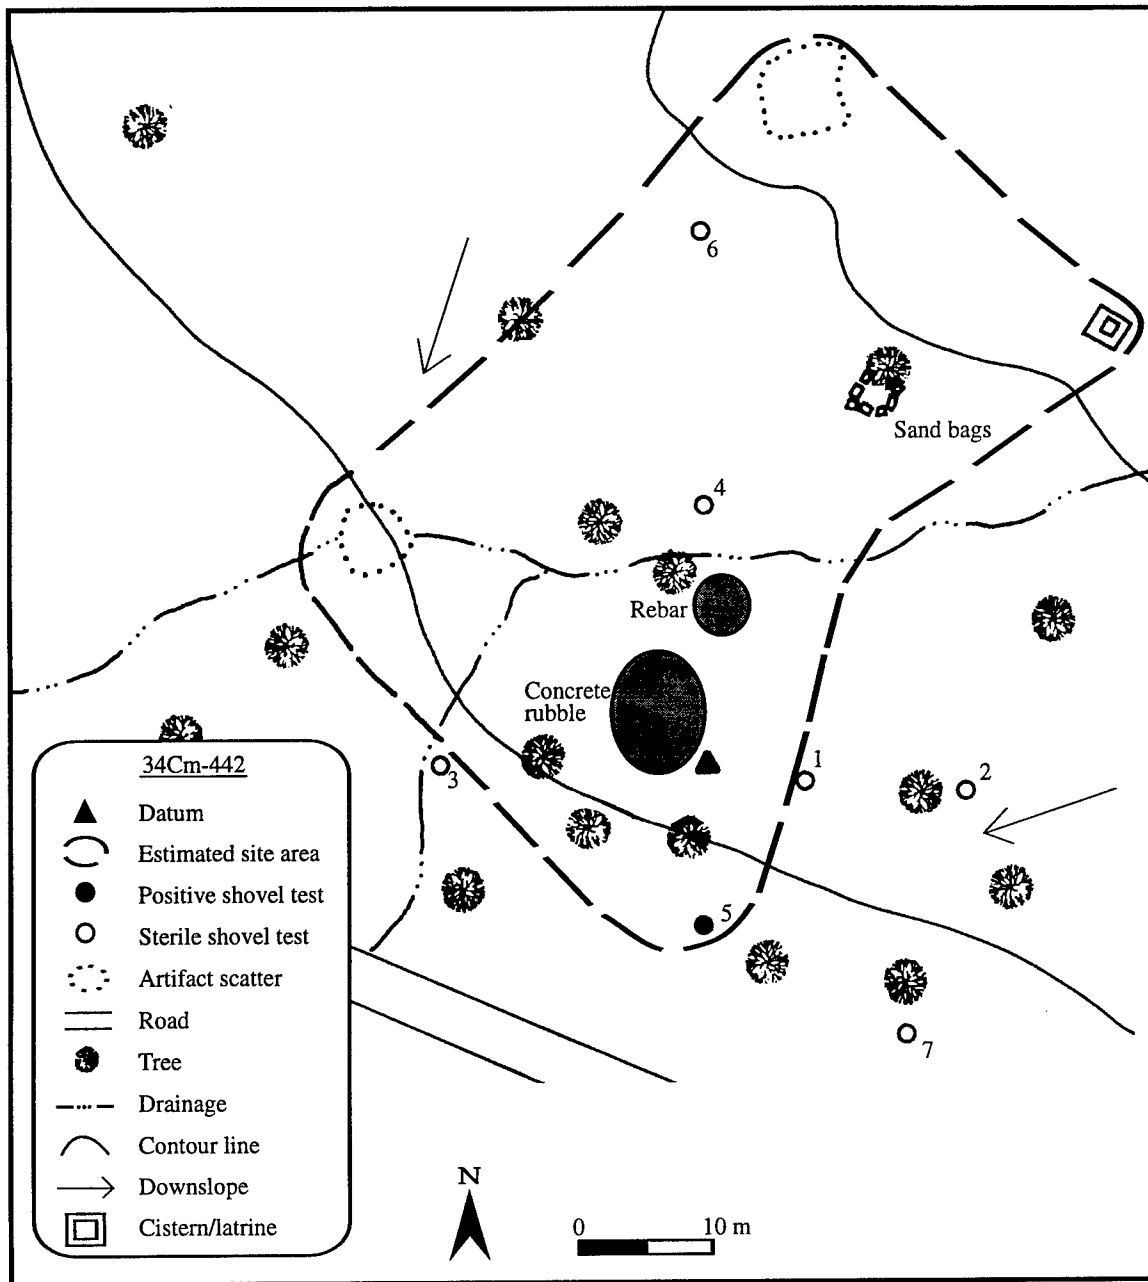 6
Sand bags
4
Rebar
Concrete
rubble
1
2
3
5
7
34Cm-442
Datum
Estimated site area
Positive shovel test
Sterile shovel test
Artifact scatter
Road
Tree
Drainage
Contour line
Downslope
Cistern/latrine
N
0 10 m